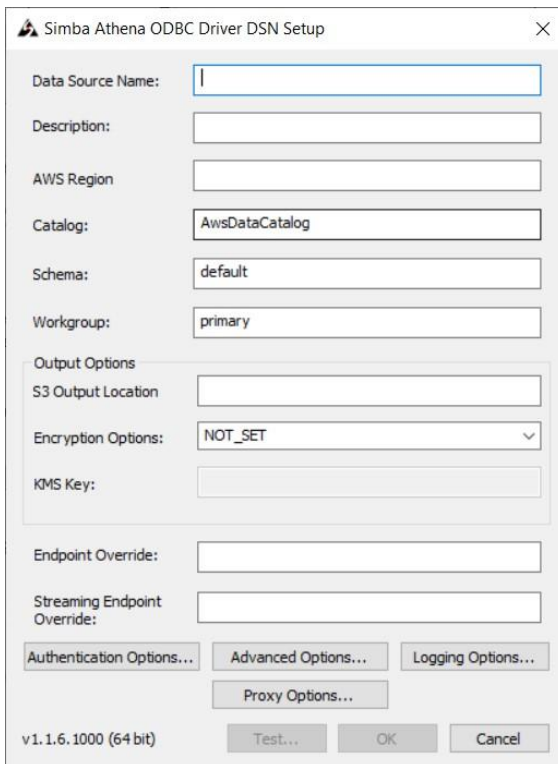 Simba Athena ODBC Driver DSN Setup
Data Source Name:
Description:
AWS Region
Catalog: AwsDataCatalog
Schema: default
Workgroup: primary
Output Options
S3 Output Location
Encryption Options: NOT_SET
KMS Key:
Endpoint Override:
Streaming Endpoint
Override:
Authentication Options... Advanced Options... Logging Options...
Proxy Options...
v1.1.6.1000 (64 bit) Test... OK Cancel